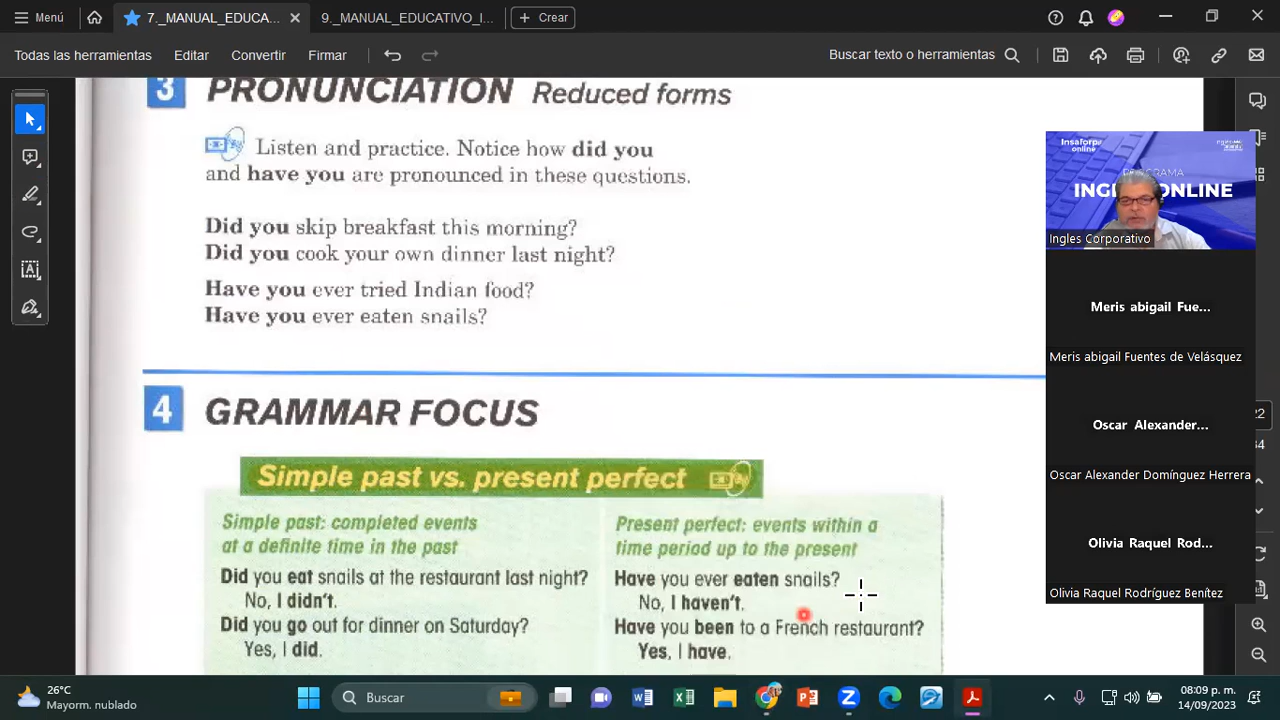 Menú
7._MANUAL_EDUCA...
9._MANUAL_EDUCATIVO_I...
Crear
Todas las herramientas
Editar
Convertir
Firmar
Buscar texto o herramientas
3 PRONUNCIATION Reduced forms
Listen and practice. Notice how did you
and have you are pronounced in these questions.
Did you skip breakfast this morning?
Did you cook your own dinner last night?
Have you ever tried Indian food?
Have you ever eaten snails?
4 GRAMMAR FOCUS
Simple past vs. present perfect
Simple past: completed events
at a definite time in the past
Did you eat snails at the restaurant last night?
No, I didn't.
Did you go out for dinner on Saturday?
Yes, I did.
Present perfect: events within a
time period up to the present
Have you ever eaten snails?
No, I haven't.
Have you been to a French restaurant?
Yes, I have.
Insaforp
online
INGLES ONLINE
Ingles Corporativo
Meris abigail Fue...
Meris abigail Fuentes de Velásquez
Oscar Alexander...
Oscar Alexander Domínguez Herrera
Olivia Raquel Rod...
Olivia Raquel Rodríguez Benítez
22
26°C
Mayorm. nublado
Buscar
08:09 p. m.
14/09/2023